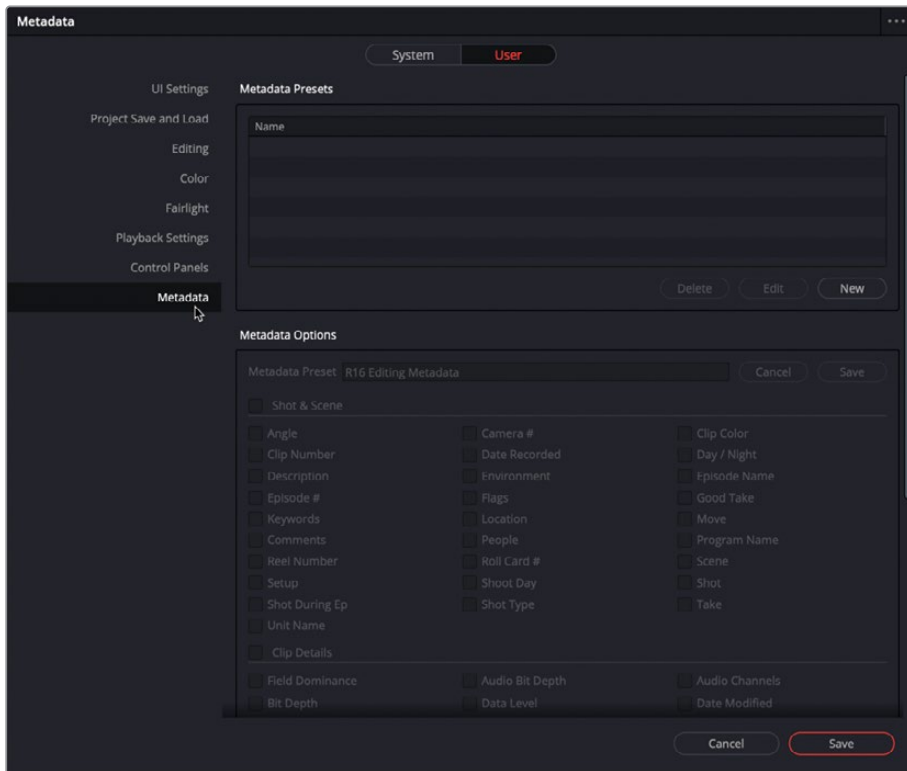 Metadata
System User
UI Settings
Project Save and Load
Editing
Color
Fairlight
Playback Settings
Control Panels
Metadata
Metadata Presets
Name
Delete Edit New
Metadata Options
Metadata Preset R16 Editing Metadata Cancel Save
Shot & Scene
Angle Camera # Clip Color
Clip Number Date Recorded Day / Night
Description Environment Episode Name
Episode # Flags Good Take
Keywords Location Move
Comments People Program Name
Reel Number Roll Card # Scene
Setup Shoot Day Shot
Shot During Ep Shot Type Take
Unit Name
Clip Details
Field Dominance Audio Bit Depth Audio Channels
Bit Depth Data Level Date Modified
Cancel Save